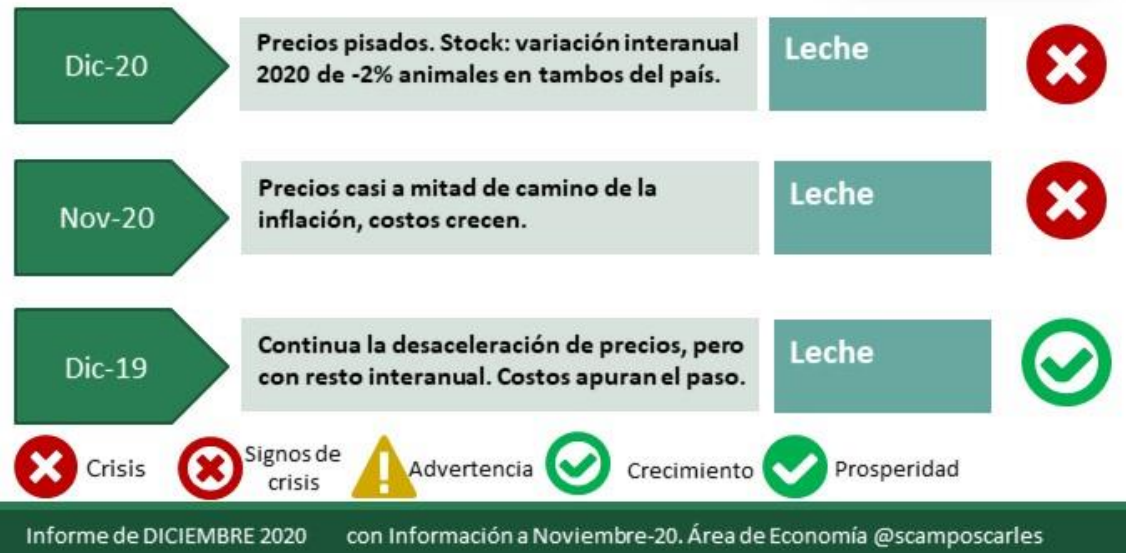 Dic-20
Precios pisados. Stock: variación interanual
2020 de -2% animales en tambos del país.
Leche
Nov-20
Precios casi a mitad de camino de la
inflación, costos crecen.
Leche
Dic-19
Continua la desaceleración de precios, pero
con resto interanual. Costos apuran el paso.
Leche
Crisis
Signos de
crisis
Advertencia
Crecimiento
Prosperidad
Informe de DICIEMBRE 2020 con Información a Noviembre-20. Área de Economía @scamposcarles